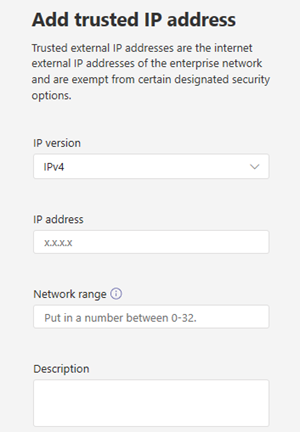 Add trusted IP address
Trusted external IP addresses are the internet
external IP addresses of the enterprise network
and are exempt from certain designated security
options.
IP version
IPv4
IP address
x.x.x.x
Network range
Put in a number between 0-32.
Description